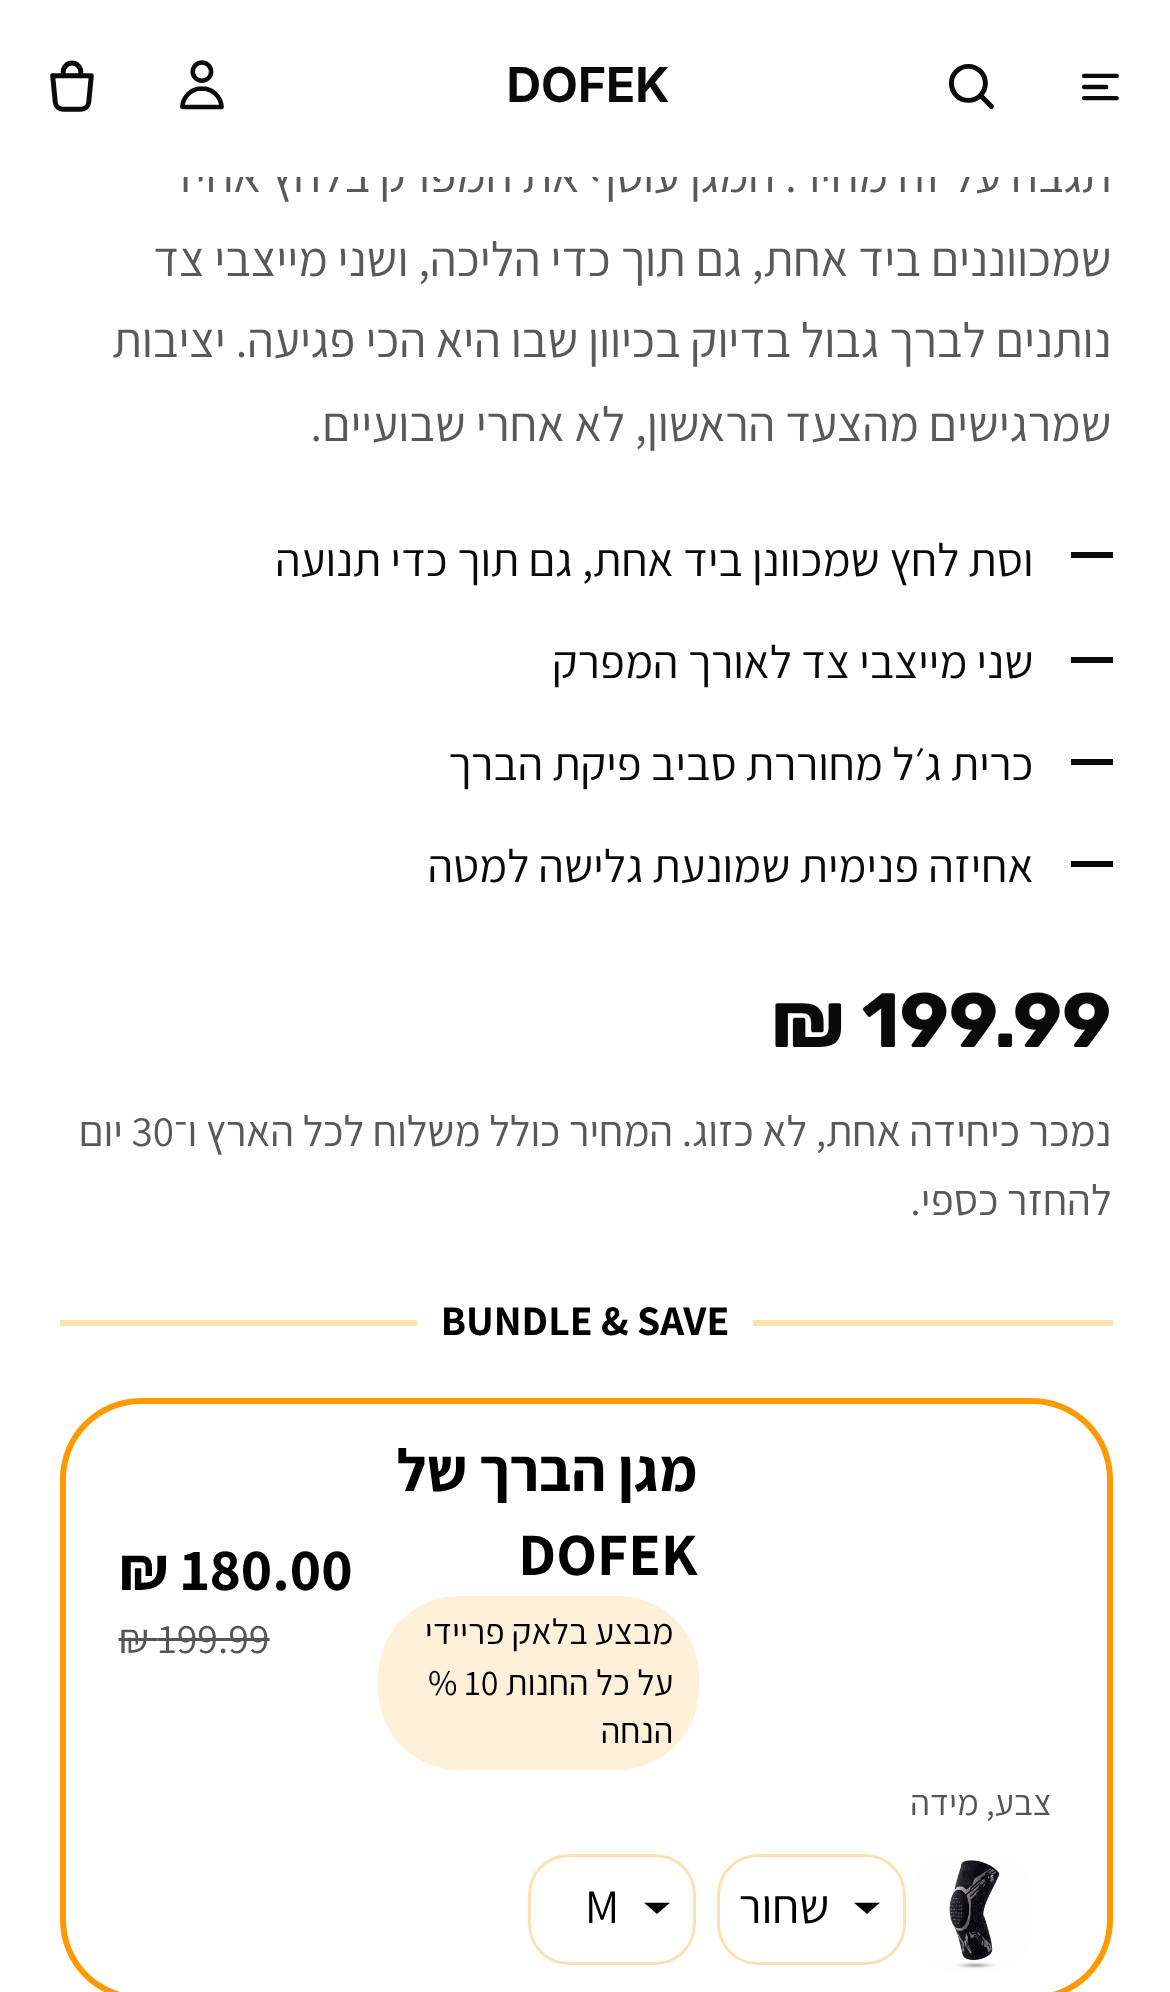 DOFEK
שמכווננים ביד אחת, גם תוך כדי הליכה, ושני מייצבי צד
נותנים לברך גבול בדיוק בכיוון שבו היא הכי פגיעה. יציבות
שמרגישים מהצעד הראשון, לא אחרי שבועיים.
וסת לחץ שמכוונן ביד אחת, גם תוך כדי תנועה
שני מייצבי צד לאורך המפרק
כרית ג׳ל מחוררת סביב פיקת הברך
אחיזה פנימית שמונעת גלישה למטה
199.99 ₪
נמכר כיחידה אחת, לא כזוג. המחיר כולל משלוח לכל הארץ ו־30 יום
להחזר כספי.
BUNDLE & SAVE
מגן הברך של
DOFEK
מבצע בלאק פריידי
על כל החנות 10 %
הנחה
180.00 ₪
199.99 ₪
צבע, מידה
שחור
M